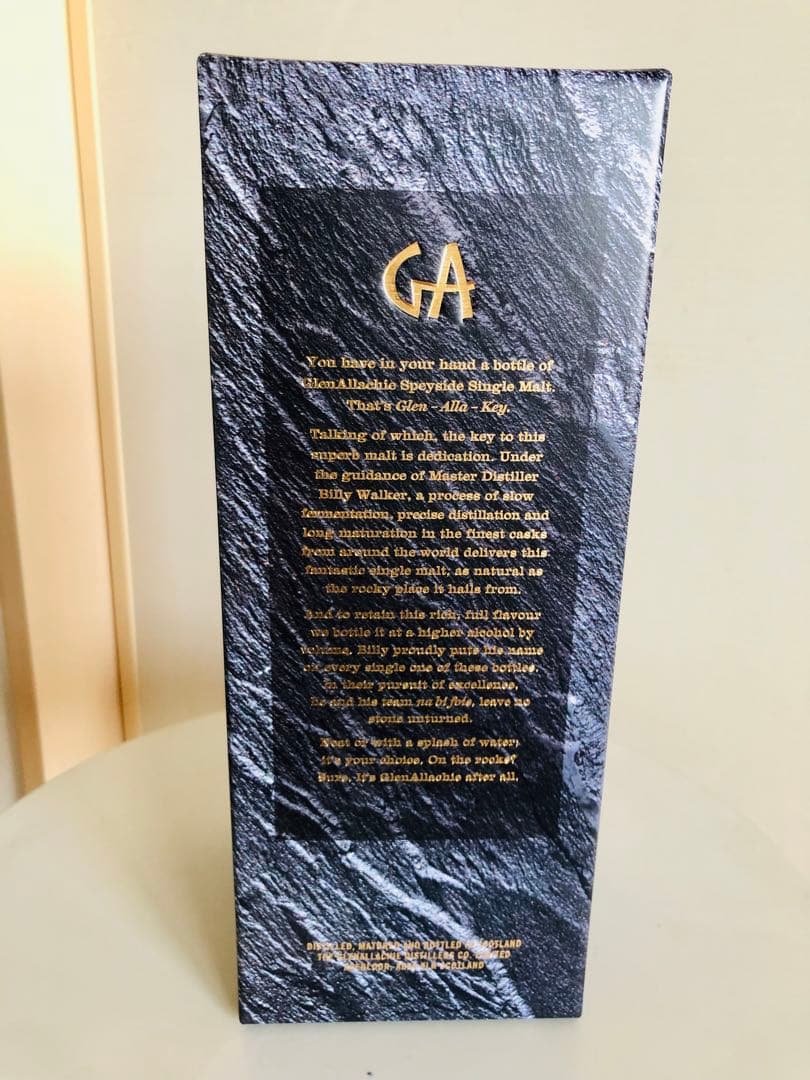 GA
You have in your hand a bottle of
GlenAllachie Speyside Single Malt.
That's Glen - Alla - Key.
Talking of which, the key to this
superb malt is dedication. Under
the guidance of Master Distiller
Billy Walker, a process of slow
fermentation, precise distillation and
long maturation in the finest casks
from around the world delivers this
fantastic single malt; as natural as
the rocky place it hails from.
And to retain this rich, full flavour
we bottle it at a higher alcohol by
volume. Billy proudly puts his name
on every single one of these bottles.
In their pursuit of excellence,
he and his team na bi fois, leave no
stone unturned.
Neat or with a splash of water;
it's your choice. On the rocks?
Sure. It's GlenAllachie after all.
DISTILLED, MATURED AND BOTTLED IN SCOTLAND
THE GLENALLACHIE DISTILLERS CO. LIMITED
ABERLOUR, SCOTLAND